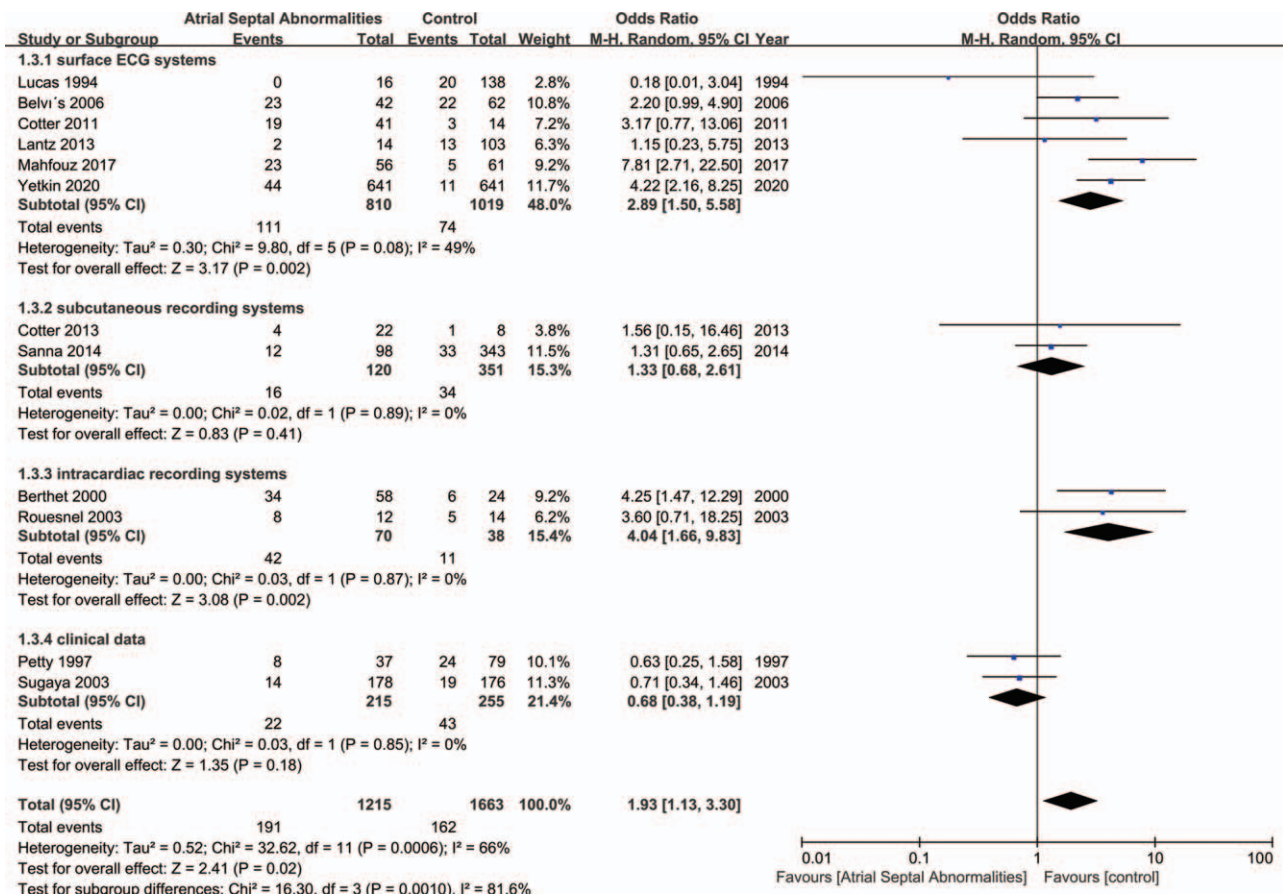 Atrial Septal Abnormalities Control Odds Ratio Odds Ratio
Study or Subgroup Events Total Events Total Weight M-H, Random, 95% CI Year M-H, Random, 95% CI
1.3.1 surface ECG systems
Lucas 1994 0 16 20 138 2.8% 0.18 [0.01, 3.04] 1994
Belvı´s 2006 23 42 22 62 10.8% 2.20 [0.99, 4.90] 2006
Cotter 2011 19 41 3 14 7.2% 3.17 [0.77, 13.06] 2011
Lantz 2013 2 14 13 103 6.3% 1.15 [0.23, 5.75] 2013
Mahfouz 2017 23 56 5 61 9.2% 7.81 [2.71, 22.50] 2017
Yetkin 2020 44 641 11 641 11.7% 4.22 [2.16, 8.25] 2020
Subtotal (95% CI) 810 1019 48.0% 2.89 [1.50, 5.58]
Total events 111 74
Heterogeneity: Tau² = 0.30; Chi² = 9.80, df = 5 (P = 0.08); I² = 49%
Test for overall effect: Z = 3.17 (P = 0.002)
1.3.2 subcutaneous recording systems
Cotter 2013 4 22 1 8 3.8% 1.56 [0.15, 16.46] 2013
Sanna 2014 12 98 33 343 11.5% 1.31 [0.65, 2.65] 2014
Subtotal (95% CI) 120 351 15.3% 1.33 [0.68, 2.61]
Total events 16 34
Heterogeneity: Tau² = 0.00; Chi² = 0.02, df = 1 (P = 0.89); I² = 0%
Test for overall effect: Z = 0.83 (P = 0.41)
1.3.3 intracardiac recording systems
Berthet 2000 34 58 6 24 9.2% 4.25 [1.47, 12.29] 2000
Rouesnel 2003 8 12 5 14 6.2% 3.60 [0.71, 18.25] 2003
Subtotal (95% CI) 70 38 15.4% 4.04 [1.66, 9.83]
Total events 42 11
Heterogeneity: Tau² = 0.00; Chi² = 0.03, df = 1 (P = 0.87); I² = 0%
Test for overall effect: Z = 3.08 (P = 0.002)
1.3.4 clinical data
Petty 1997 8 37 24 79 10.1% 0.63 [0.25, 1.58] 1997
Sugaya 2003 14 178 19 176 11.3% 0.71 [0.34, 1.46] 2003
Subtotal (95% CI) 215 255 21.4% 0.68 [0.38, 1.19]
Total events 22 43
Heterogeneity: Tau² = 0.00; Chi² = 0.03, df = 1 (P = 0.85); I² = 0%
Test for overall effect: Z = 1.35 (P = 0.18)
Total (95% CI) 1215 1663 100.0% 1.93 [1.13, 3.30]
Total events 191 162
Heterogeneity: Tau² = 0.52; Chi² = 32.62, df = 11 (P = 0.0006); I² = 66%
Test for overall effect: Z = 2.41 (P = 0.02)
Test for subgroup differences: Chi² = 16.30, df = 3 (P = 0.0010), I² = 81.6%
0.01 0.1 1 10 100
Favours [Atrial Septal Abnormalities] Favours [control]